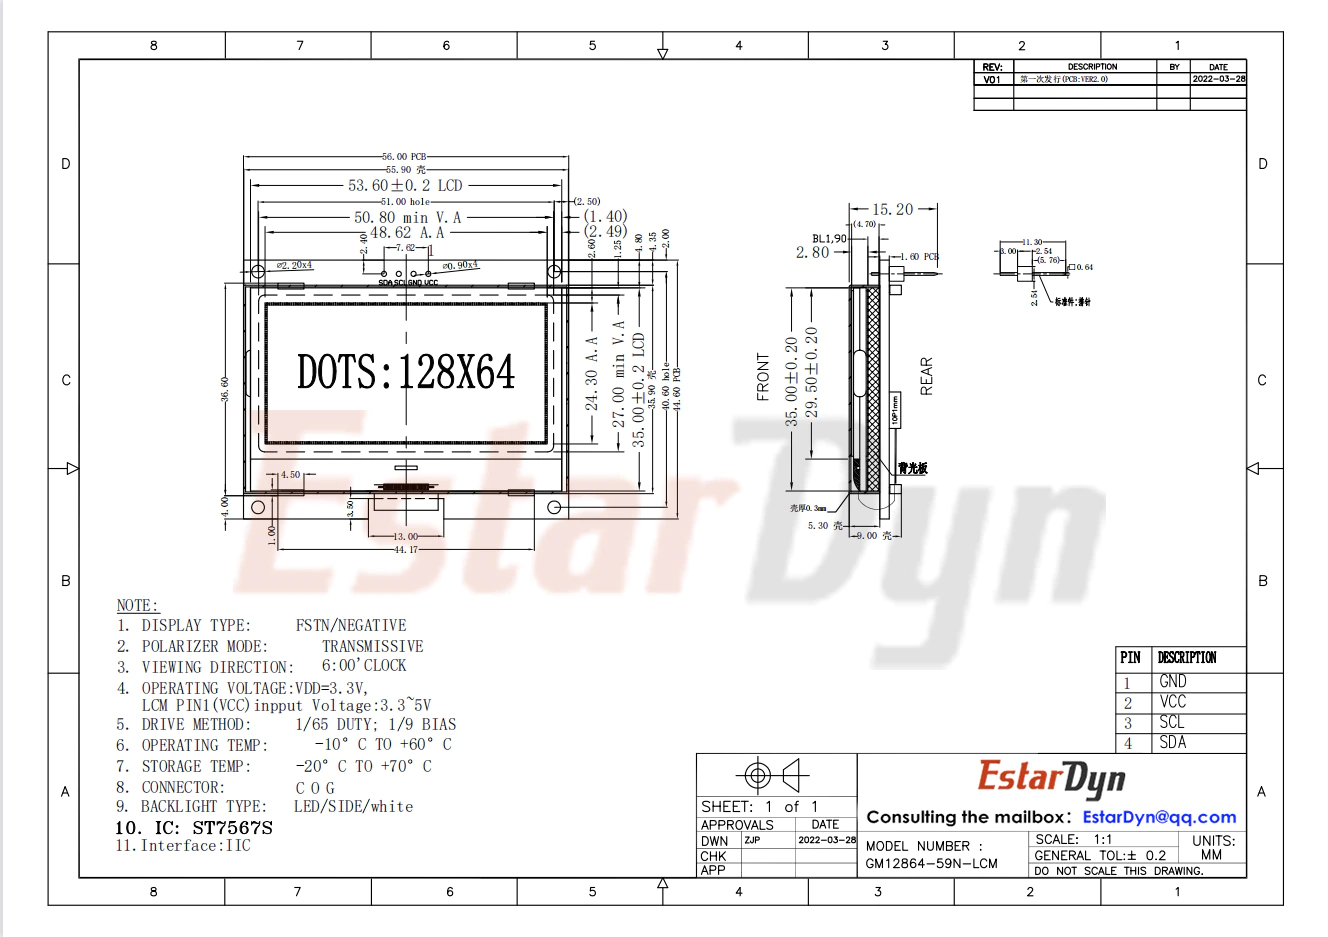 8 7 6 5 4 3 2 1
REV: DESCRIPTION BY DATE
V01 第一次发行(PCB:VER2.0) 2022-03-28
D D
C C
B B
A A
56.00 PCB
55.90 壳
53.60±0.2 LCD
51.00 hole
(2.50)
50.80 min V.A
(1.40)
48.62 A.A
(2.49)
7.62
1
2.40
2.60
1.25
4.80
4.35
2.00
⌀2.20x4
⌀0.90x4
SDA SCL GND VCC
DOTS:128X64
36.60
24.30 A.A
27.00 min V.A
35.00±0.2 LCD
35.90 壳
40.60 hole
44.60 PCB
4.50
4.00
1.00
3.50
13.00
44.17
15.20
(4.70)
BL1,90
2.80
1.60 PCB
FRONT
35.00±0.20
29.50±0.20
REAR
10P1mm
背光板
壳厚0.3mm
5.30 壳
9.00 壳
11.30
3.00
2.54
(5.76)
□0.64
2.54
标准件:排针
EstarDyn
NOTE:
1. DISPLAY TYPE: FSTN/NEGATIVE
2. POLARIZER MODE: TRANSMISSIVE
3. VIEWING DIRECTION: 6:00'CLOCK
4. OPERATING VOLTAGE:VDD=3.3V,
LCM PIN1(VCC)inpput Voltage:3.3~5V
5. DRIVE METHOD: 1/65 DUTY; 1/9 BIAS
6. OPERATING TEMP: -10° C TO +60° C
7. STORAGE TEMP: -20° C TO +70° C
8. CONNECTOR: C O G
9. BACKLIGHT TYPE: LED/SIDE/white
10. IC: ST7567S
11.Interface:IIC
PIN DESCRIPTION
1 GND
2 VCC
3 SCL
4 SDA
EstarDyn
Consulting the mailbox: EstarDyn@qq.com
SHEET: 1 of 1
APPROVALS DATE
DWN ZJP 2022-03-28
CHK
APP
MODEL NUMBER :
GM12864-59N-LCM
SCALE: 1:1
GENERAL TOL:± 0.2
DO NOT SCALE THIS DRAWING.
UNITS:
MM
8 7 6 5 4 3 2 1